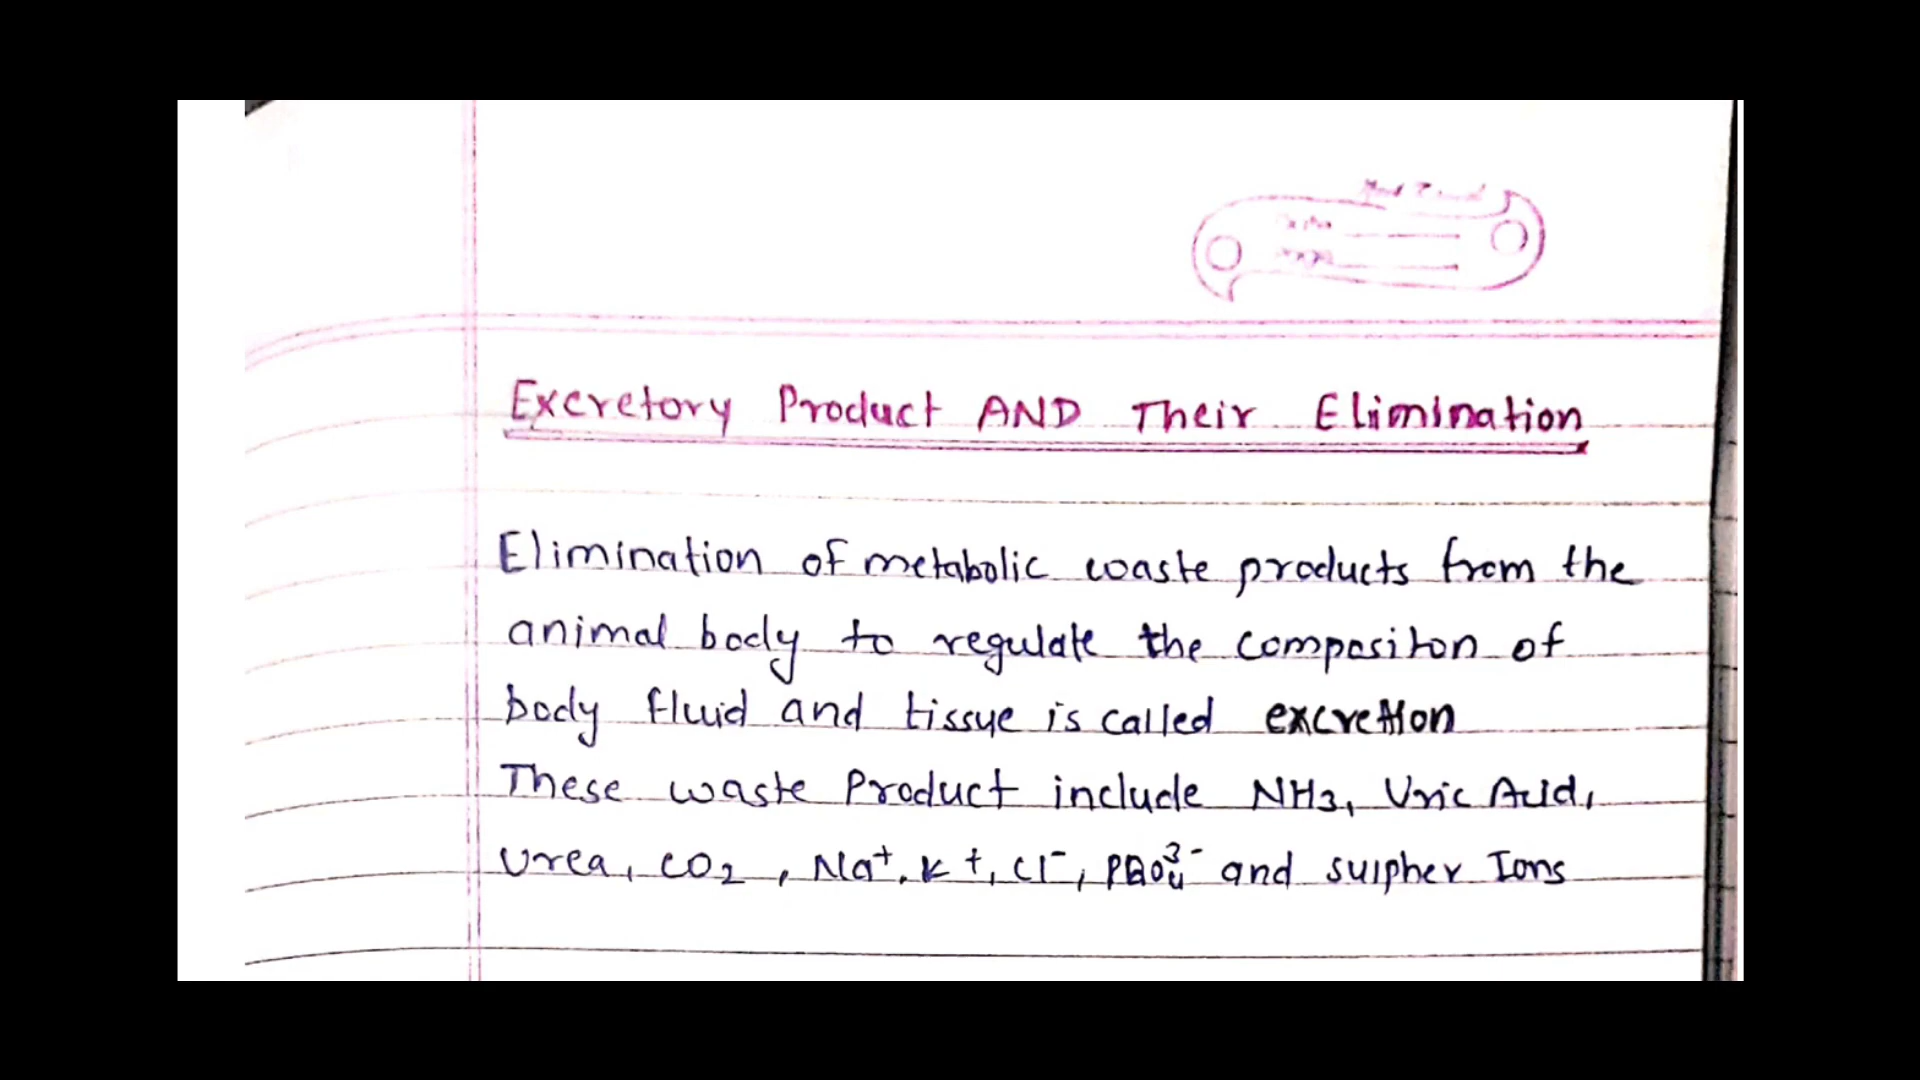 Excretory Product AND Their Elimination
Elimination of metabolic waste products from the
animal body to regulate the compositon of
body fluid and tissue is called excretion
These waste Product include NH3, Uric Acid,
Urea, CO2, Na+, K+, Cl-, PO4 3- and sulpher Ions